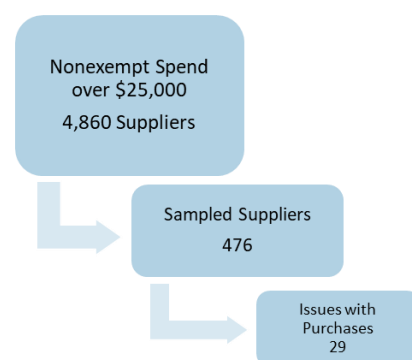 Nonexempt Spend
over $25,000
4,860 Suppliers
Sampled Suppliers
476
Issues with
Purchases
29